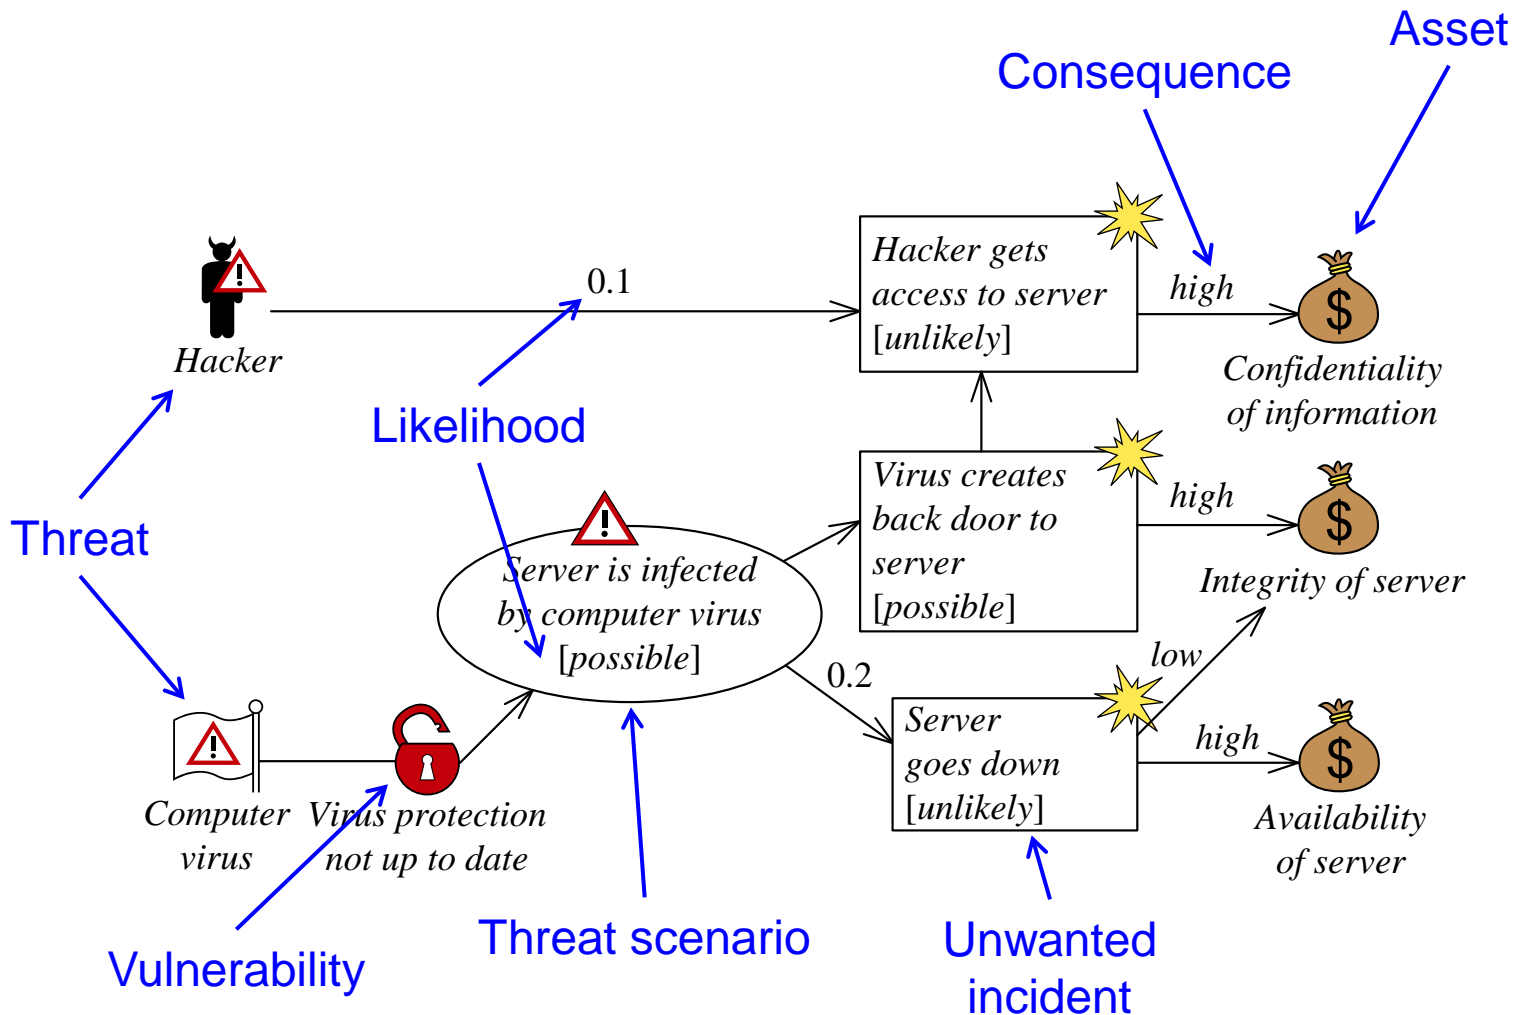 Asset
Consequence
Hacker gets
access to server
[unlikely]
0.1
high
$
Hacker
Confidentiality
of information
Likelihood
Virus creates
back door to
server
[possible]
high
$
Threat
!
Server is infected
by computer virus
[possible]
Integrity of server
low
0.2
Server
goes down
[unlikely]
high
$
!
Computer
virus
Virus protection
not up to date
Availability
of server
Vulnerability
Threat scenario
Unwanted
incident